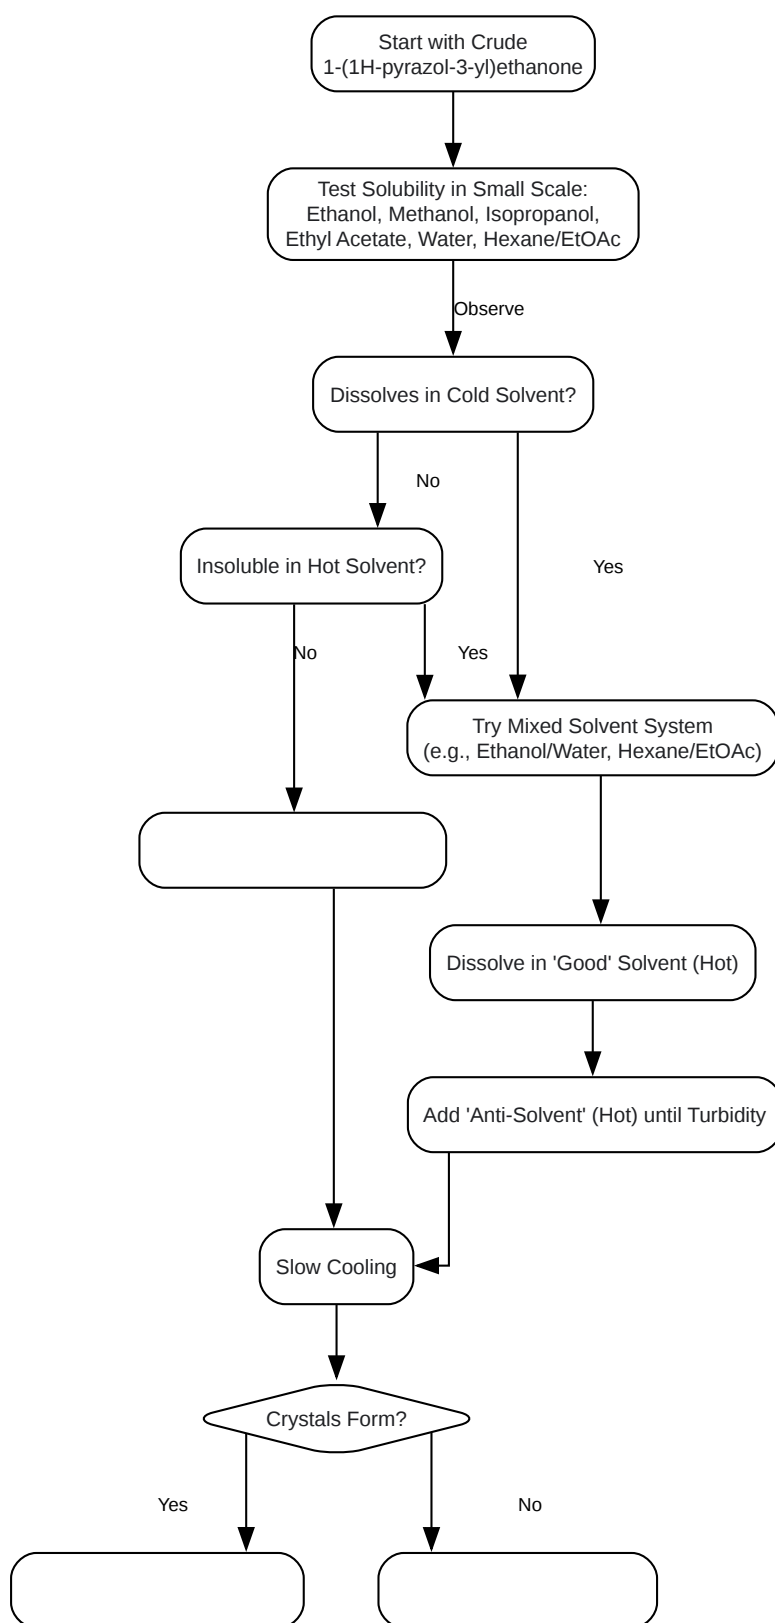 Start with Crude
1-(1H-pyrazol-3-yl)ethanone
Test Solubility in Small Scale:
Ethanol, Methanol, Isopropanol,
Ethyl Acetate, Water, Hexane/EtOAc
Observe
Dissolves in Cold Solvent?
No
Insoluble in Hot Solvent?
Yes
No
Yes
Try Mixed Solvent System
(e.g., Ethanol/Water, Hexane/EtOAc)
Dissolve in 'Good' Solvent (Hot)
Add 'Anti-Solvent' (Hot) until Turbidity
Slow Cooling
Crystals Form?
Yes
No